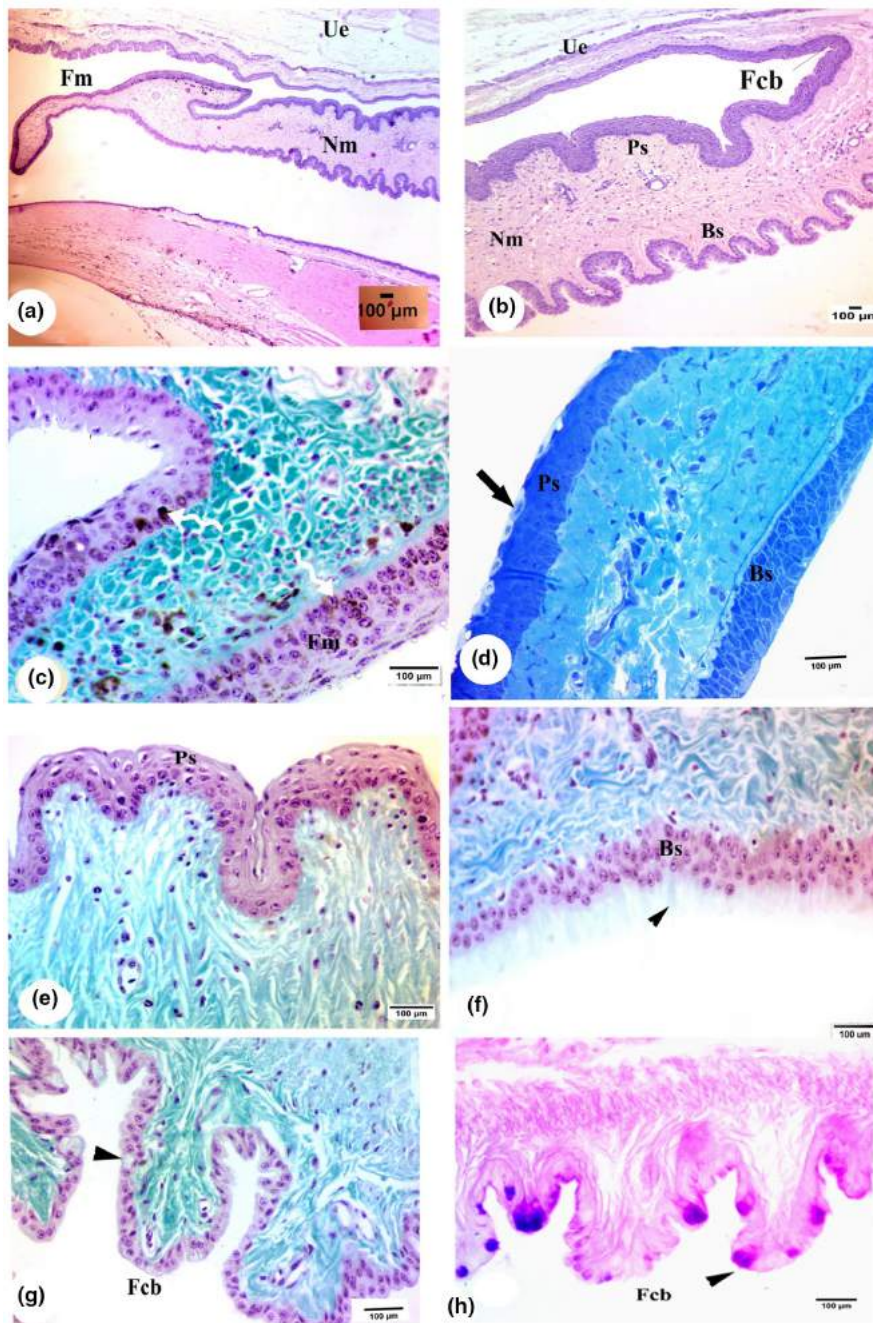 Ue
Fm
Nm
(a)
100 µm
Ue
Fcb
Ps
Nm
Bs
(b)
100 µm
Fm
(c)
100 µm
Ps
Bs
(d)
100 µm
Ps
(e)
100 µm
Bs
(f)
100 µm
Fcb
(g)
100 µm
Fcb
(h)
100 µm